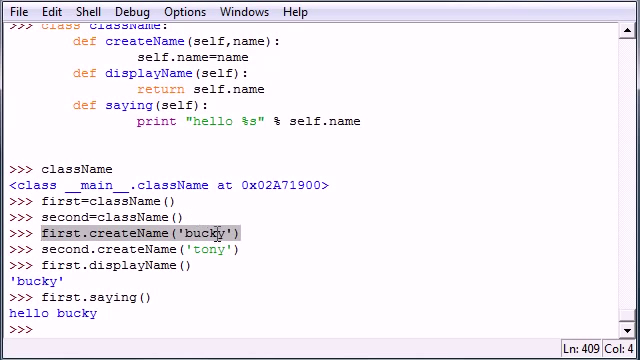 File Edit Shell Debug Options Windows Help
>>> class className:
def createName(self,name):
self.name=name
def displayName(self):
return self.name
def saying(self):
print "hello %s" % self.name
>>> className
<class __main__.className at 0x02A71900>
>>> first=className()
>>> second=className()
>>> first.createName('bucky')
>>> second.createName('tony')
>>> first.displayName()
'bucky'
>>> first.saying()
hello bucky
>>>
Ln: 409 Col: 4